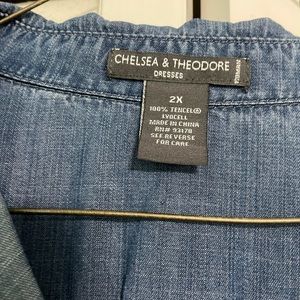 CHELSEA & THEODORE
DRESSES
2X
100% TENCEL®
LYOCELL
MADE IN CHINA
RN# 93178
SEE REVERSE
FOR CARE